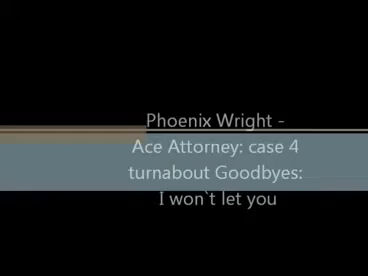 Phoenix Wright -
Ace Attorney: case 4
turnabout Goodbyes:
I won`t let you